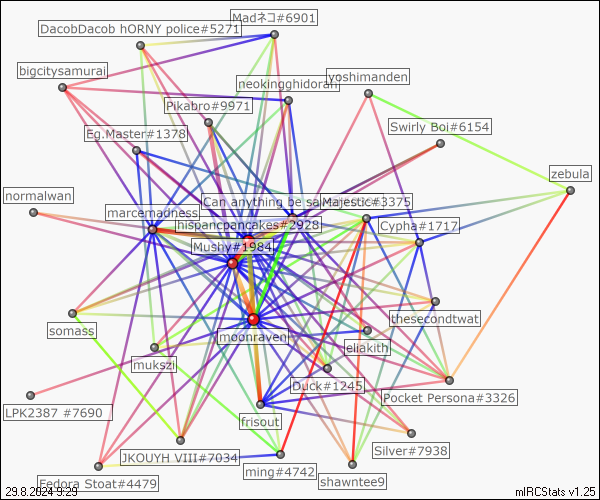 Madネコ#6901
DacobDacob hORNY police#5271
bigcitysamurai
yoshimanden
neokingghidorah
Pikabro#9971
Swirly Boi#6154
Eg.Master#1378
zebula
normalwan
Can anything be sa
Majestic#3375
marcemadness
hispancpancakes#2928
Cypha#1717
Mushy#1984
somass
moonraven
thesecondtwat
eliakith
mukszi
Duck#1245
Pocket Persona#3326
LPK2387 #7690
frisout
JKOUYH VIII#7034
Silver#7938
ming#4742
Fedora Stoat#4479
shawntee9
29.8.2024 9:29
mIRCStats v1.25